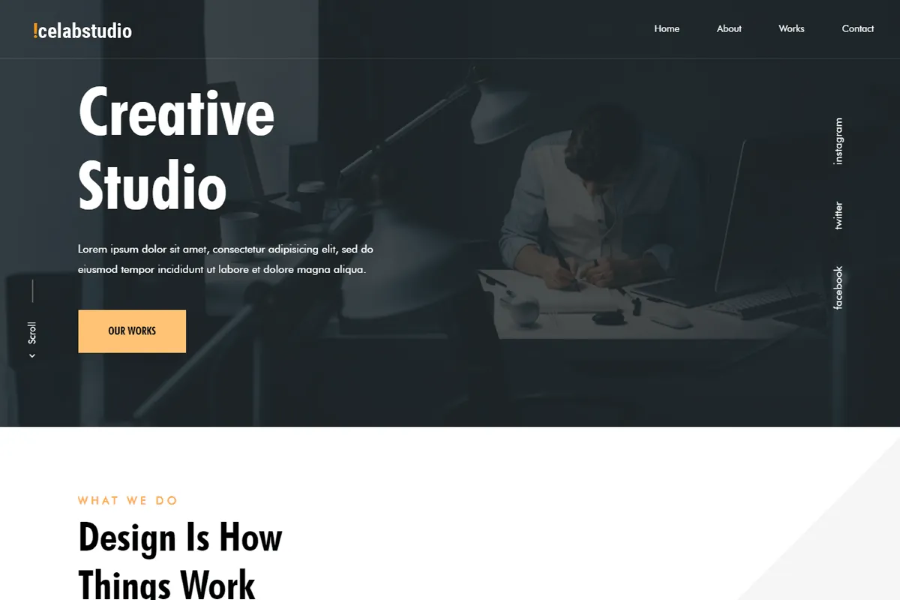 !celabstudio
Home About Works Contact
Creative
Studio
Lorem ipsum dolor sit amet, consectetur adipisicing elit, sed do
eiusmod tempor incididunt ut labore et dolore magna aliqua.
OUR WORKS
Scroll
instagram
twitter
facebook
WHAT WE DO
Design Is How
Things Work